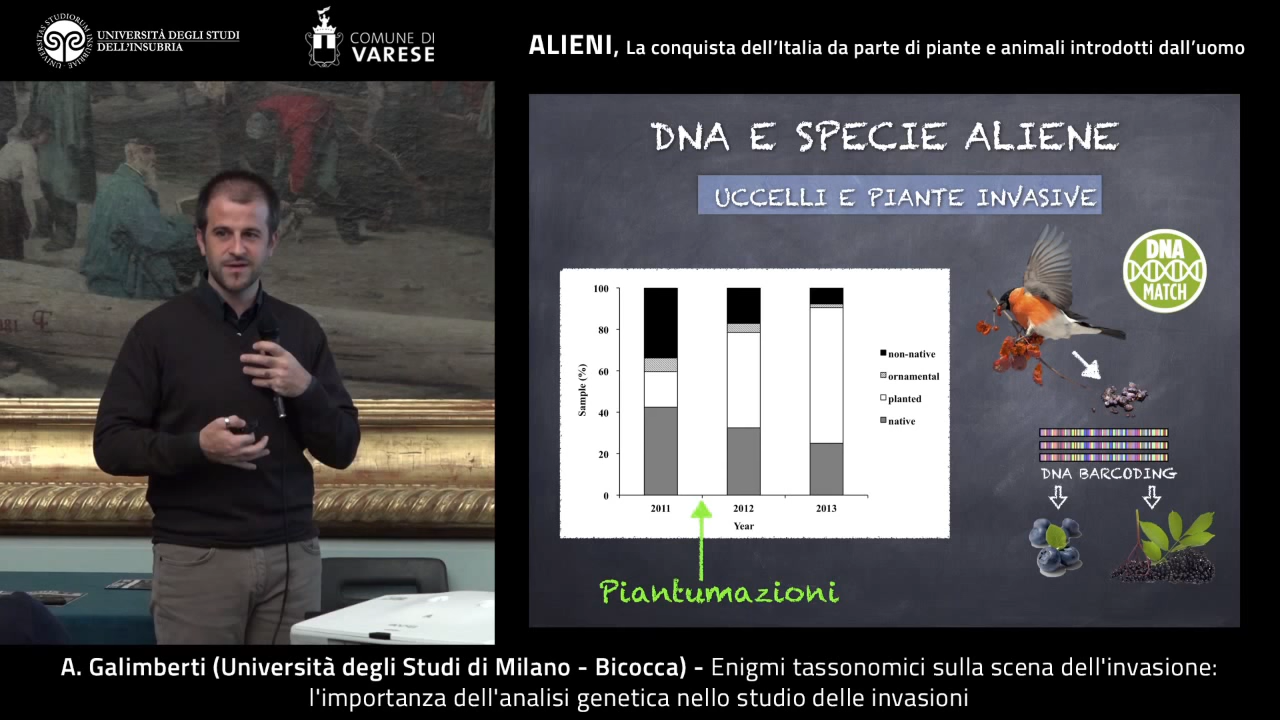 UNIVERSITÀ DEGLI STUDI
DELL'INSUBRIA
COMUNE DI
VARESE
ALIENI, La conquista dell'Italia da parte di piante e animali introdotti dall'uomo
DNA E SPECIE ALIENE
UCCELLI E PIANTE INVASIVE
DNA
MATCH
100
80
60
40
20
0
Sample (%)
2011
2012
2013
Year
non-native
ornamental
planted
native
Piantumazioni
DNA BARCODING
A. Galimberti (Università degli Studi di Milano - Bicocca) - Enigmi tassonomici sulla scena dell'invasione:
l'importanza dell'analisi genetica nello studio delle invasioni